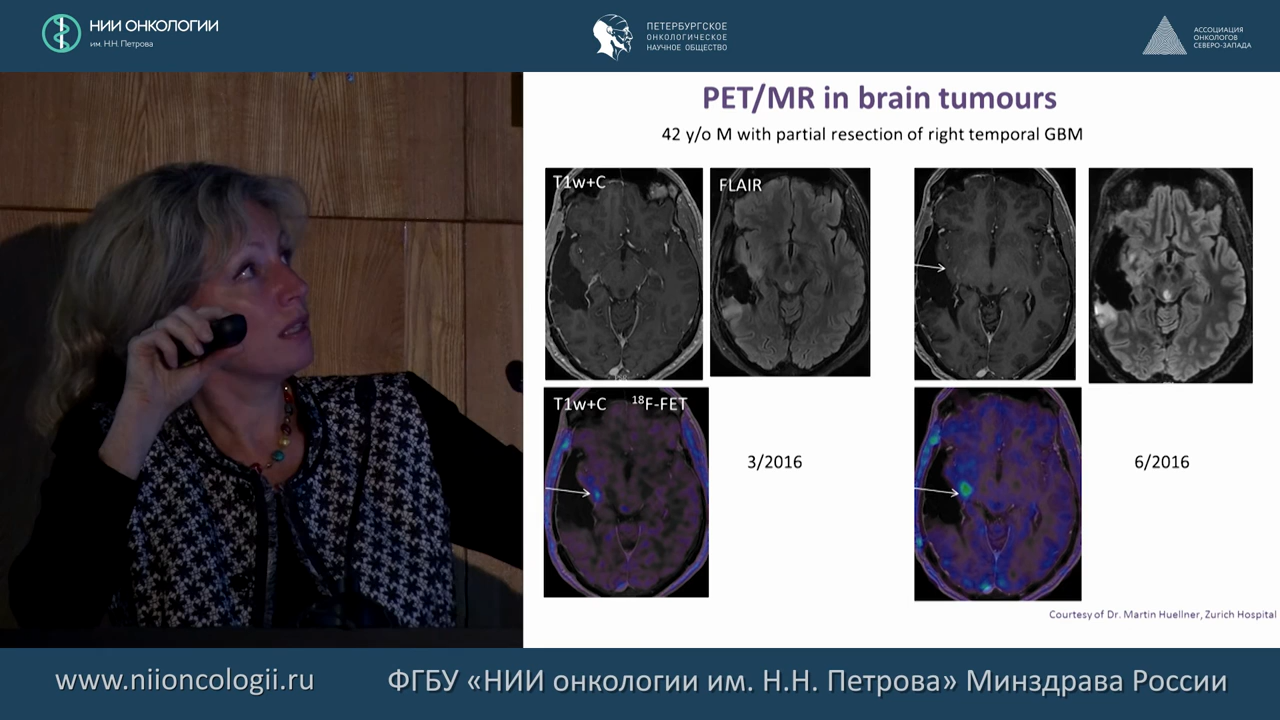 НИИ ОНКОЛОГИИ
им. Н.Н. Петрова
ПЕТЕРБУРГСКОЕ
ОНКОЛОГИЧЕСКОЕ
НАУЧНОЕ ОБЩЕСТВО
АССОЦИАЦИЯ
ОНКОЛОГОВ
СЕВЕРО-ЗАПАДА
PET/MR in brain tumours
42 y/o M with partial resection of right temporal GBM
T1w+C
FLAIR
T1w+C 18F-FET
3/2016
6/2016
Courtesy of Dr. Martin Huellner, Zurich Hospital
www.niioncologii.ru
ФГБУ «НИИ онкологии им. Н.Н. Петрова» Минздрава России